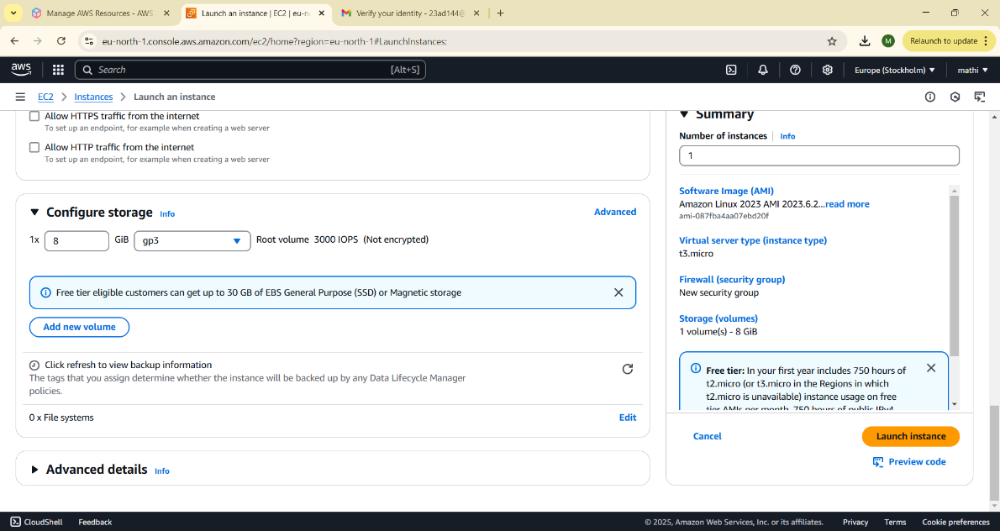 Manage AWS Resources - AWS
Launch an instance | EC2 | eu-n
Verify your identity - 23ad144@
eu-north-1.console.aws.amazon.com/ec2/home?region=eu-north-1#LaunchInstances:
M
Relaunch to update
aws
Search
[Alt+S]
Europe (Stockholm)
mathi
EC2
Instances
Launch an instance
Allow HTTPS traffic from the internet
To set up an endpoint, for example when creating a web server
Allow HTTP traffic from the internet
To set up an endpoint, for example when creating a web server
Configure storage Info
Advanced
1x 8 GiB gp3 Root volume 3000 IOPS (Not encrypted)
Free tier eligible customers can get up to 30 GB of EBS General Purpose (SSD) or Magnetic storage
Add new volume
Click refresh to view backup information
The tags that you assign determine whether the instance will be backed up by any Data Lifecycle Manager
policies.
0 x File systems
Edit
Advanced details Info
Summary
Number of instances Info
1
Software Image (AMI)
Amazon Linux 2023 AMI 2023.6.2...read more
ami-087fba4aa07ebd20f
Virtual server type (instance type)
t3.micro
Firewall (security group)
New security group
Storage (volumes)
1 volume(s) - 8 GiB
Free tier: In your first year includes 750 hours of
t2.micro (or t3.micro in the Regions in which
t2.micro is unavailable) instance usage on free
tier AMIs per month, 750 hours of public IPv4
Cancel
Launch instance
Preview code
CloudShell
Feedback
© 2025, Amazon Web Services, Inc. or its affiliates.
Privacy
Terms
Cookie preferences